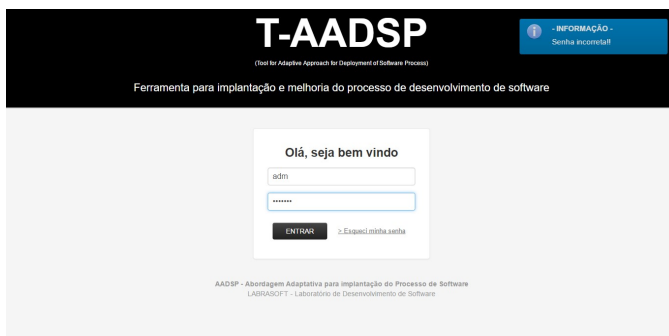 T-AADSP
(Tool for Adaptive Approach for Deployment of Software Process)
- INFORMAÇÃO -
Senha incorreta!!
Ferramenta para implantação e melhoria do processo de desenvolvimento de software
Olá, seja bem vindo
adm
•••••••
ENTRAR > Esqueci minha senha
AADSP - Abordagem Adaptativa para implantação do Processo de Software
LABRASOFT - Laboratório de Desenvolvimento de Software.